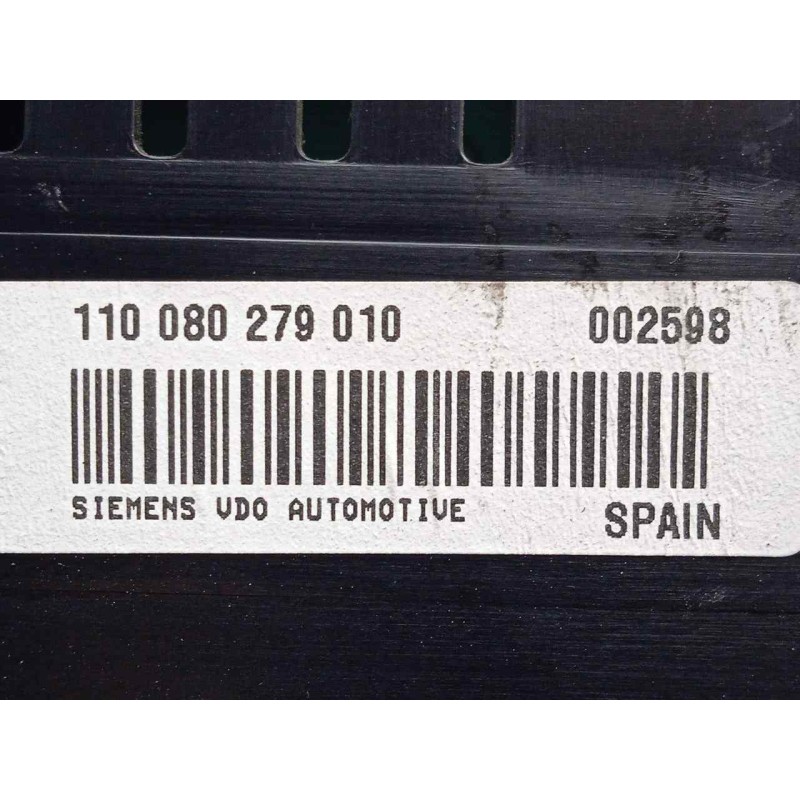 110 080 279 010 002598
SIEMENS VDO AUTOMOTIVE SPAIN